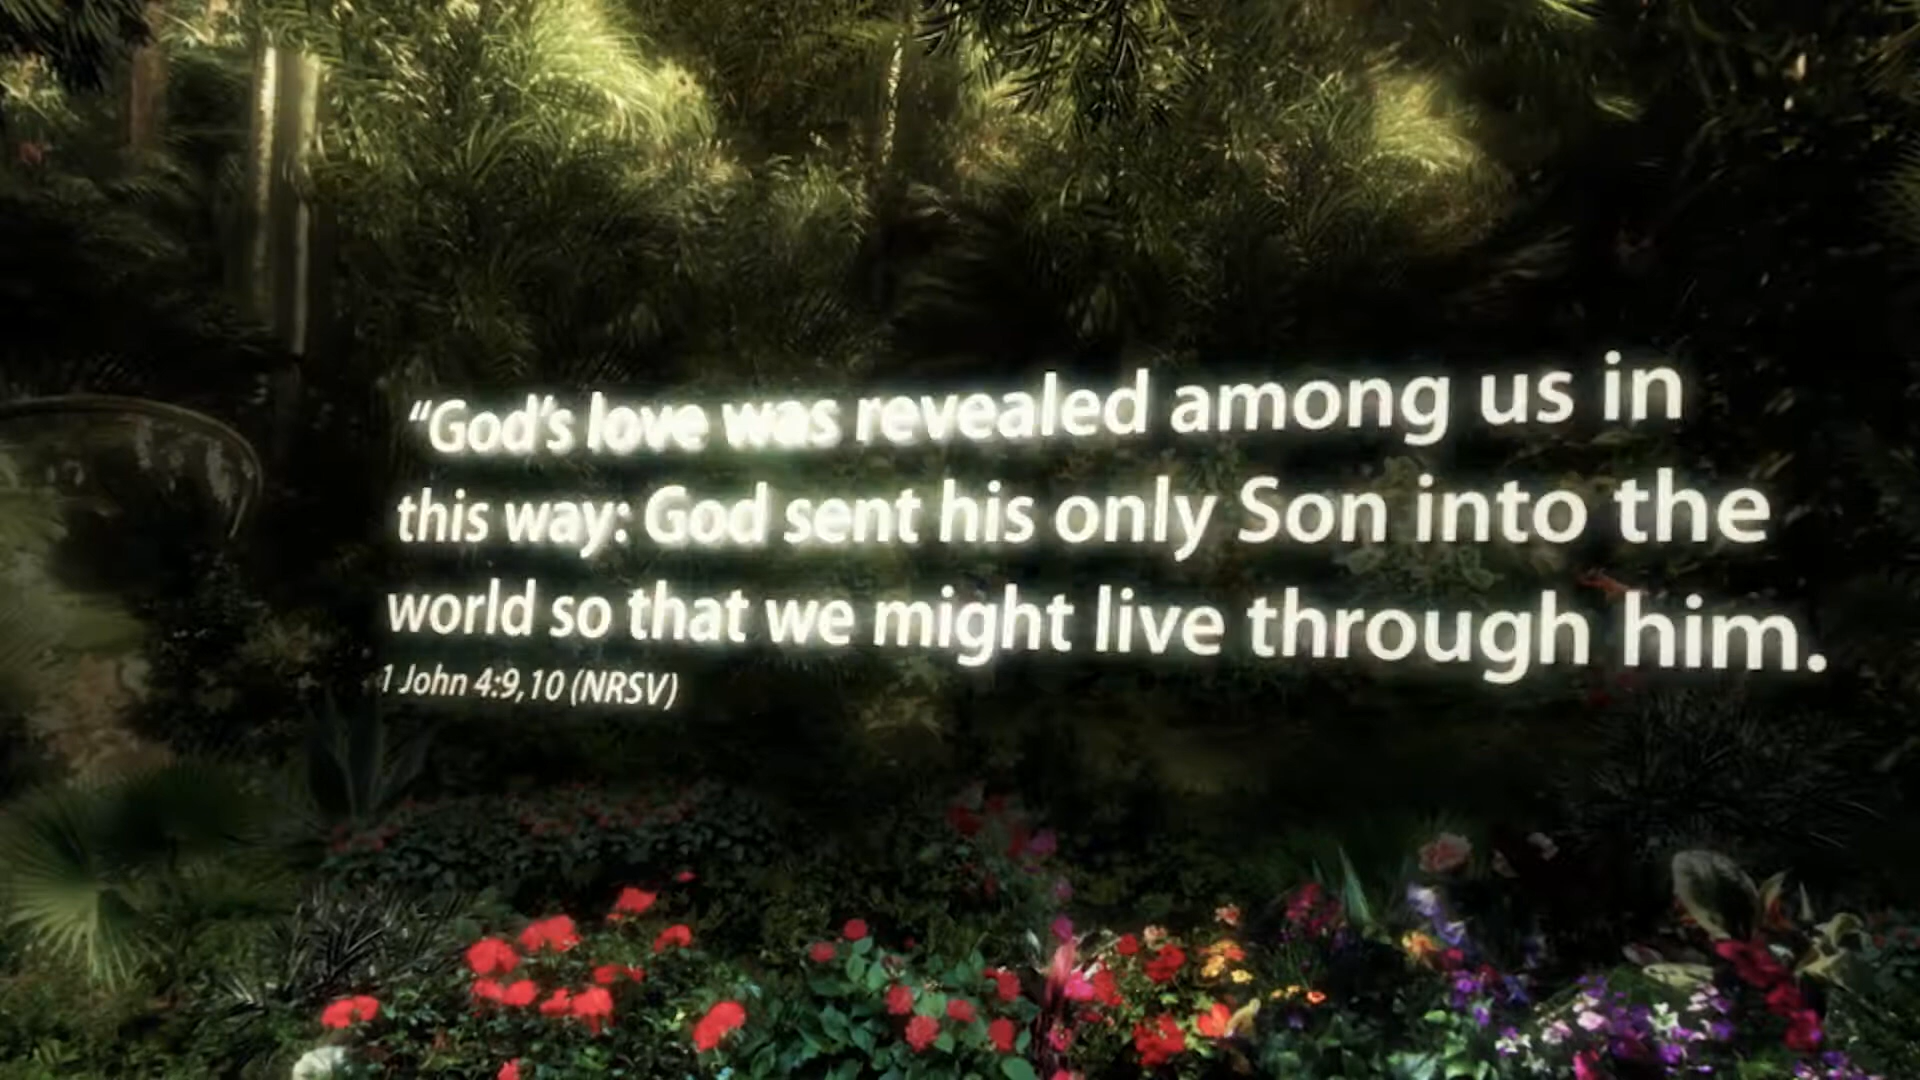 “God’s love was revealed among us in
this way: God sent his only Son into the
world so that we might live through him.
1 John 4:9,10 (NRSV)